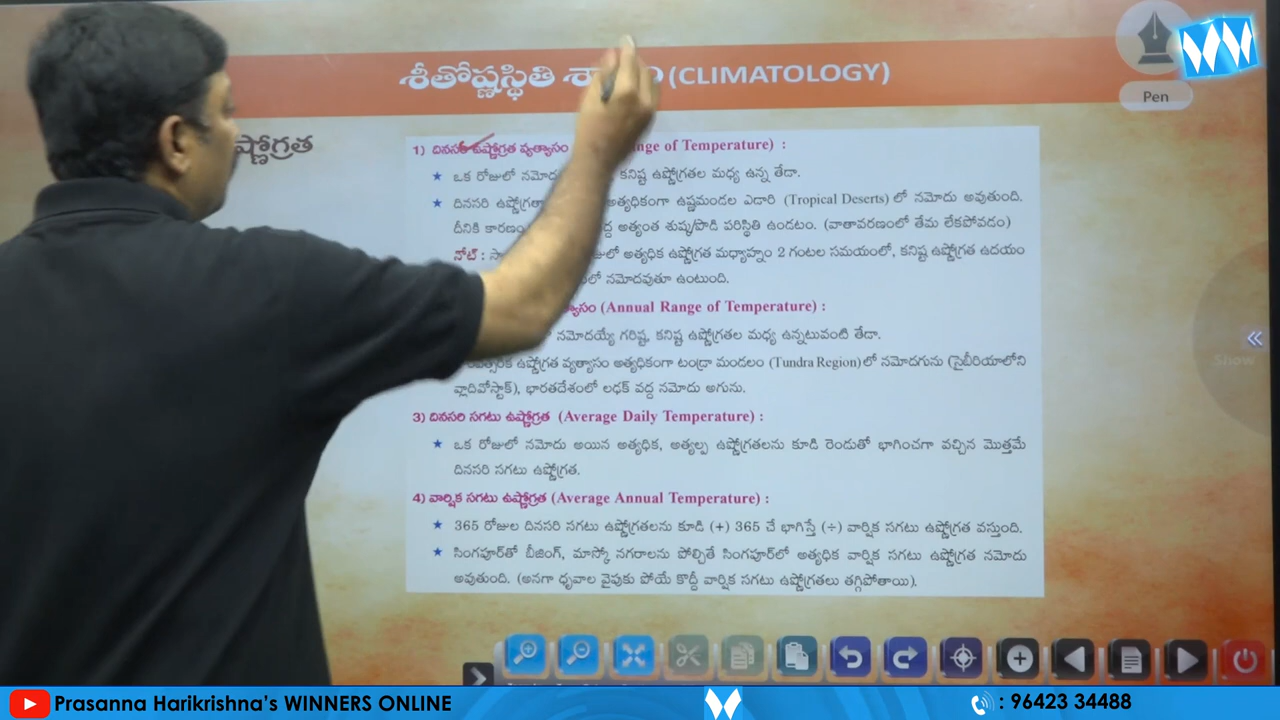 శీతోష్ణస్థితి (CLIMATOLOGY)
Pen
1) దినసరి ఉష్ణోగ్రత వ్యత్యాసం of Temperature) :
★ ఒక రోజులో కనిష్ట ఉష్ణోగ్రతల మధ్య ఉన్న తేడా.
★ దినసరి అత్యధికంగా ఉష్ణమండల ఎడారి (Tropical Deserts) లో నమోదు అవుతుంది.
దీనికి కారణం అత్యంత శుష్క/పొడి పరిస్థితి ఉండటం. (వాతావరణంలో తేమ లేకపోవడం)
నోట్ : అత్యధిక ఉష్ణోగ్రత మధ్యాహ్నం 2 గంటల సమయంలో, కనిష్ట ఉష్ణోగ్రత ఉదయం
నమోదవుతూ ఉంటుంది.
(Annual Range of Temperature) :
నమోదయ్యే గరిష్ట, కనిష్ట ఉష్ణోగ్రతల మధ్య ఉన్నటువంటి తేడా.
ఉష్ణోగ్రత వ్యత్యాసం అత్యధికంగా టండ్రా మండలం (Tundra Region)లో నమోదగును (సైబీరియాలోని
వ్లాదివోస్టాక్), భారతదేశంలో లఢక్ వద్ద నమోదు అగును.
3) దినసరి సగటు ఉష్ణోగ్రత (Average Daily Temperature) :
★ ఒక రోజులో నమోదు అయిన అత్యధిక, అత్యల్ప ఉష్ణోగ్రతలను కూడి రెండుతో భాగించగా వచ్చిన మొత్తమే
దినసరి సగటు ఉష్ణోగ్రత.
4) వార్షిక సగటు ఉష్ణోగ్రత (Average Annual Temperature) :
★ 365 రోజుల దినసరి సగటు ఉష్ణోగ్రతలను కూడి (+) 365 చే భాగిస్తే (÷) వార్షిక సగటు ఉష్ణోగ్రత వస్తుంది.
★ సింగపూర్‌తో బీజింగ్, మాస్కో నగరాలను పోల్చితే సింగపూర్‌లో అత్యధిక వార్షిక సగటు ఉష్ణోగ్రత నమోదు
అవుతుంది. (అనగా ధృవాల వైపుకు పోయే కొద్దీ వార్షిక సగటు ఉష్ణోగ్రతలు తగ్గిపోతాయి).
Show
Prasanna Harikrishna's WINNERS ONLINE
: 96423 34488